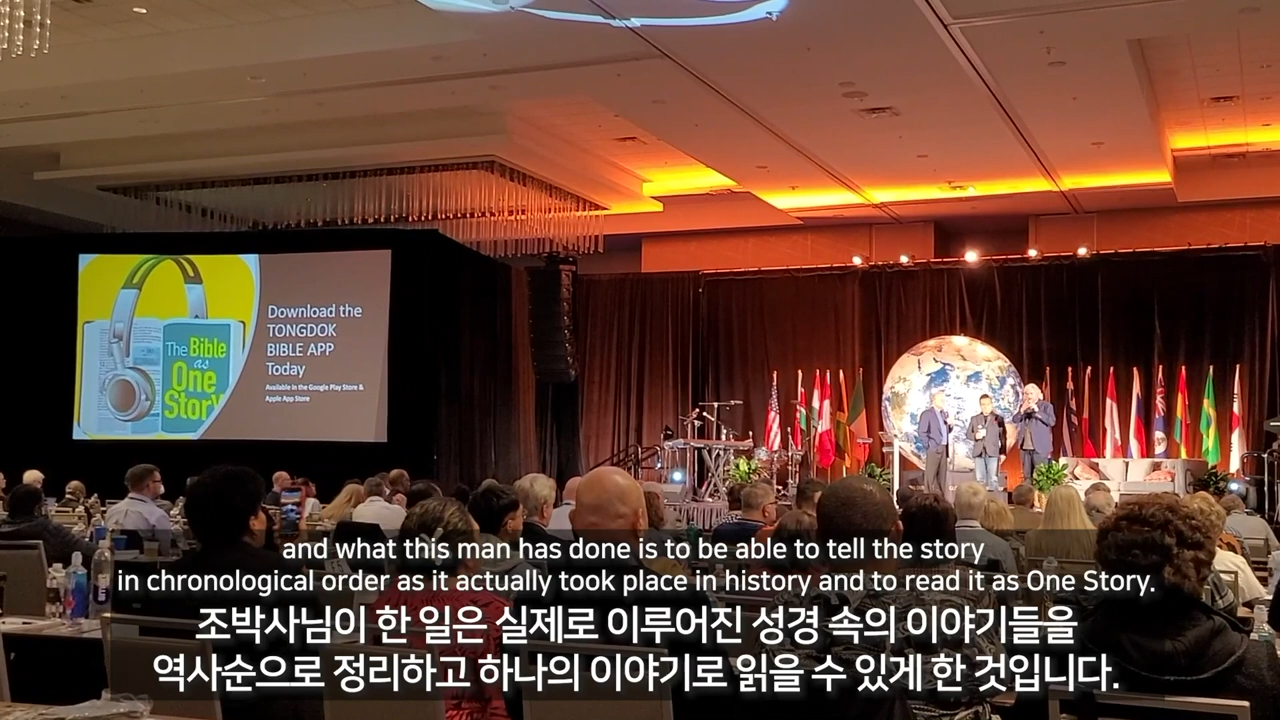 The Bible
as
One
Story
Download the
TONGDOK
BIBLE APP
Today
Available in the Google Play Store &
Apple App Store
and what this man has done is to be able to tell the story
in chronological order as it actually took place in history and to read it as One Story.
조박사님이 한 일은 실제로 이루어진 성경 속의 이야기들을
역사순으로 정리하고 하나의 이야기로 읽을 수 있게 한 것입니다.